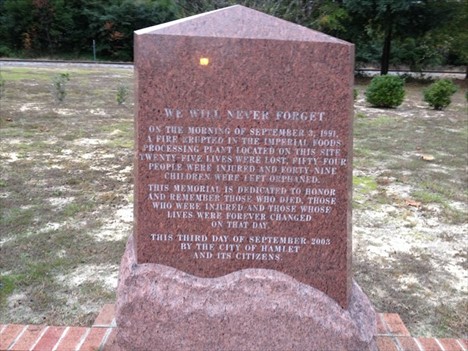 WE WILL NEVER FORGET
ON THE MORNING OF SEPTEMBER 3, 1991,
A FIRE ERUPTED IN THE IMPERIAL FOODS
PROCESSING PLANT LOCATED ON THIS SITE
TWENTY-FIVE LIVES WERE LOST, FIFTY-FOUR
PEOPLE WERE INJURED AND FORTY-NINE
CHILDREN WERE LEFT ORPHANED.
THIS MEMORIAL IS DEDICATED TO HONOR
AND REMEMBER THOSE WHO DIED, THOSE
WHO WERE INJURED AND THOSE WHOSE
LIVES WERE FOREVER CHANGED
ON THAT DAY.
THIS THIRD DAY OF SEPTEMBER 2003
BY THE CITY OF HAMLET
AND ITS CITIZENS